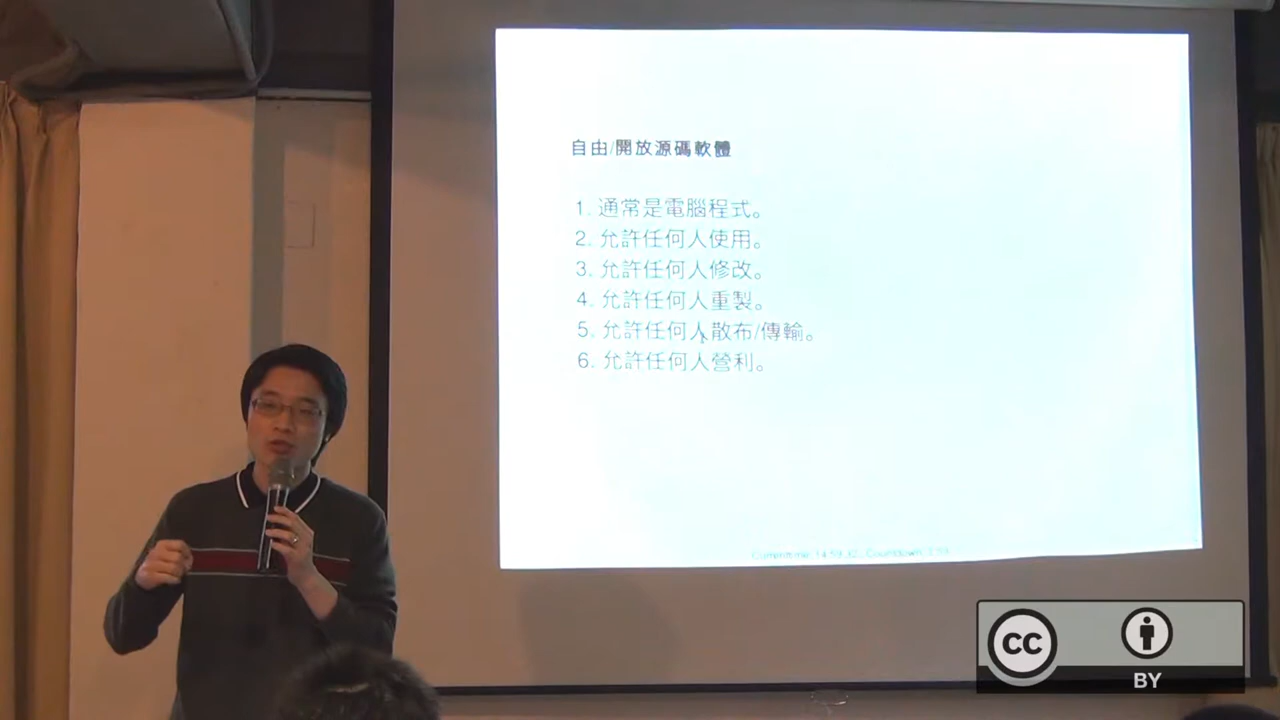 自由/開放源碼軟體
1. 通常是電腦程式。
2. 允許任何人使用。
3. 允許任何人修改。
4. 允許任何人重製。
5. 允許任何人散布/傳輸。
6. 允許任何人營利。
cc
BY